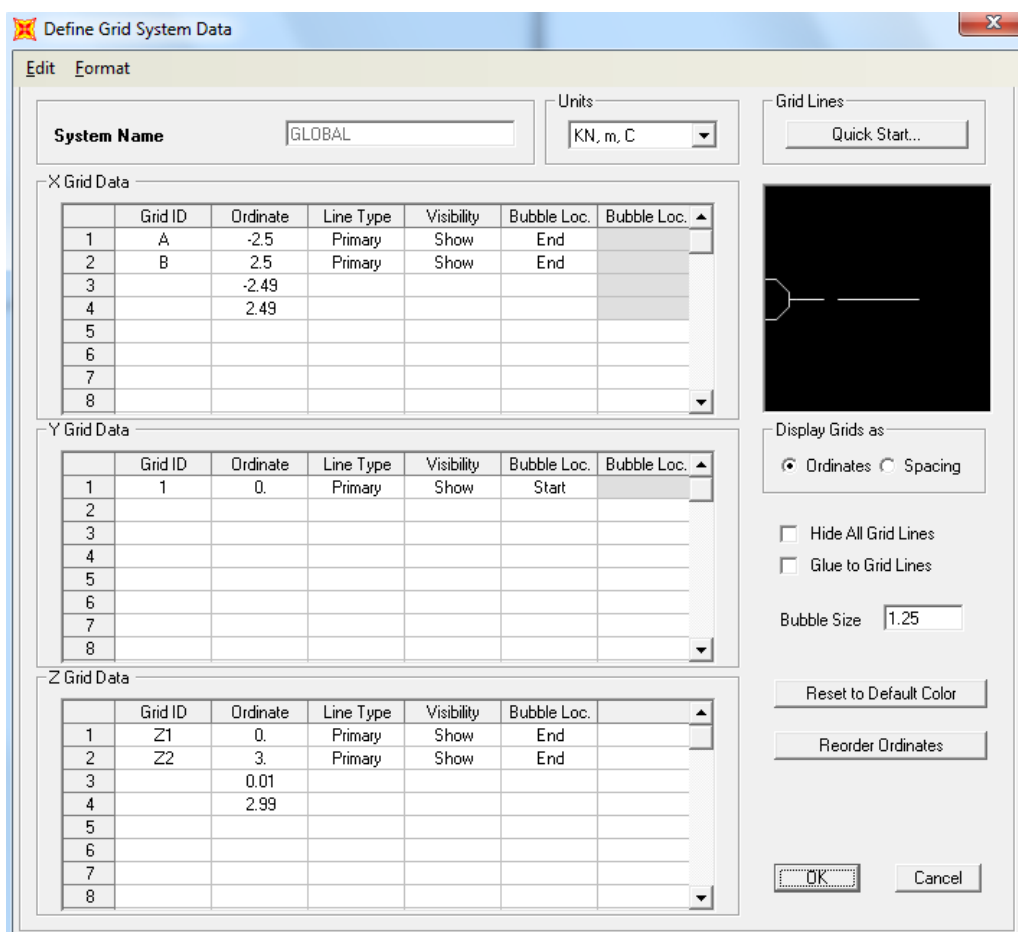 Define Grid System Data
Edit Format
System Name GLOBAL
Units
KN, m, C
Grid Lines
Quick Start...
X Grid Data
Grid ID Ordinate Line Type Visibility Bubble Loc. Bubble Loc.
1 A -2.5 Primary Show End
2 B 2.5 Primary Show End
3 -2.49
4 2.49
5
6
7
8
Y Grid Data
Grid ID Ordinate Line Type Visibility Bubble Loc. Bubble Loc.
1 1 0. Primary Show Start
2
3
4
5
6
7
8
Display Grids as
Ordinates Spacing
Hide All Grid Lines
Glue to Grid Lines
Bubble Size 1.25
Z Grid Data
Grid ID Ordinate Line Type Visibility Bubble Loc.
1 Z1 0. Primary Show End
2 Z2 3. Primary Show End
3 0.01
4 2.99
5
6
7
8
Reset to Default Color
Reorder Ordinates
OK Cancel